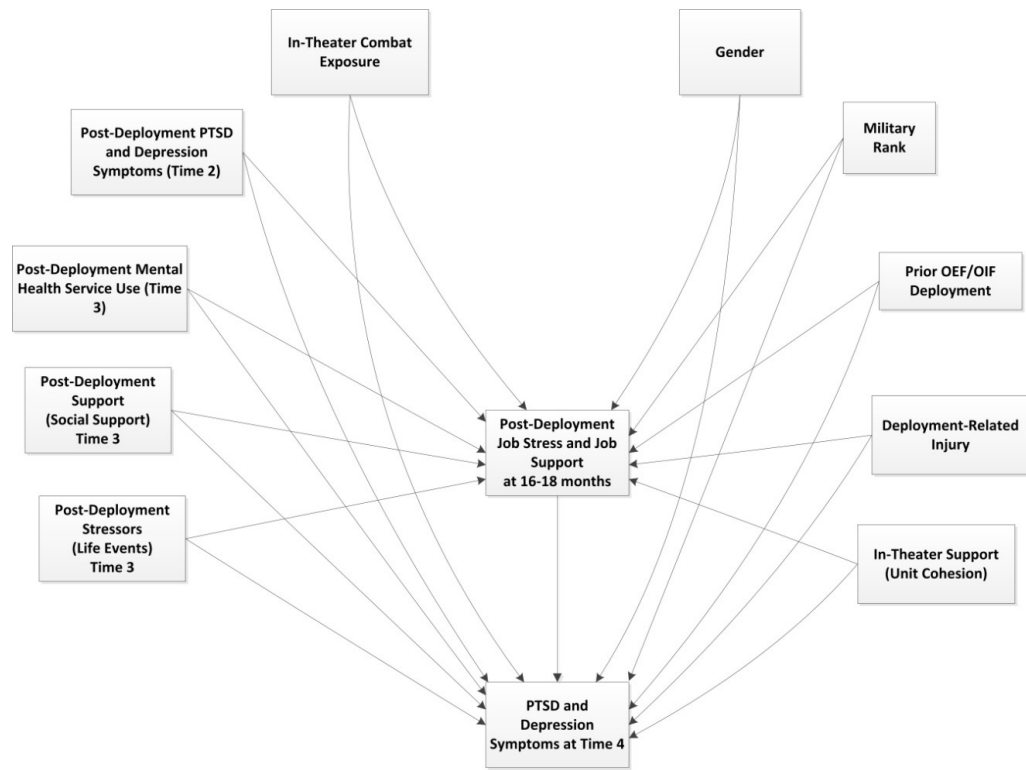 In-Theater Combat
Exposure
Gender
Post-Deployment PTSD
and Depression
Symptoms (Time 2)
Military
Rank
Post-Deployment Mental
Health Service Use (Time
3)
Prior OEF/OIF
Deployment
Post-Deployment
Support
(Social Support)
Time 3
Post-Deployment
Job Stress and Job
Support
at 16-18 months
Deployment-Related
Injury
Post-Deployment
Stressors
(Life Events)
Time 3
In-Theater Support
(Unit Cohesion)
PTSD and
Depression
Symptoms at Time 4